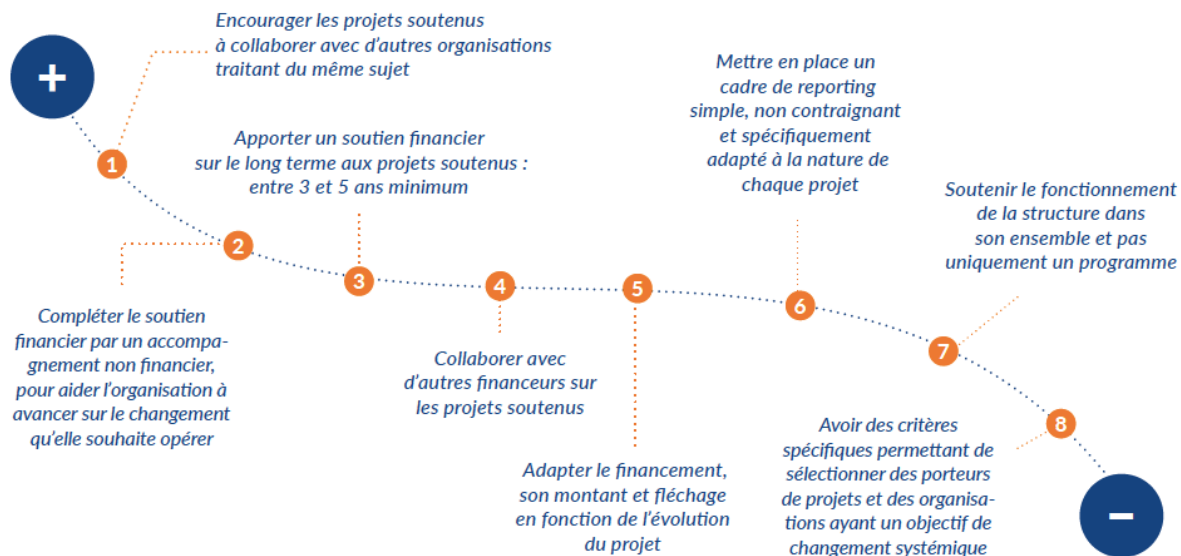 +
Encourager les projets soutenus
à collaborer avec d'autres organisations
traitant du même sujet
1
Compléter le soutien
financier par un accompa-
gnement non financier,
pour aider l'organisation à
avancer sur le changement
qu'elle souhaite opérer
2
Apporter un soutien financier
sur le long terme aux projets soutenus :
entre 3 et 5 ans minimum
3
4
Collaborer avec
d'autres financeurs sur
les projets soutenus
5
Adapter le financement,
son montant et fléchage
en fonction de l'évolution
du projet
Mettre en place un
cadre de reporting
simple, non contraignant
et spécifiquement
adapté à la nature de
chaque projet
6
Soutenir le fonctionnement
de la structure dans
son ensemble et pas
uniquement un programme
7
8
Avoir des critères
spécifiques permettant de
sélectionner des porteurs
de projets et des organisa-
tions ayant un objectif de
changement systémique
−